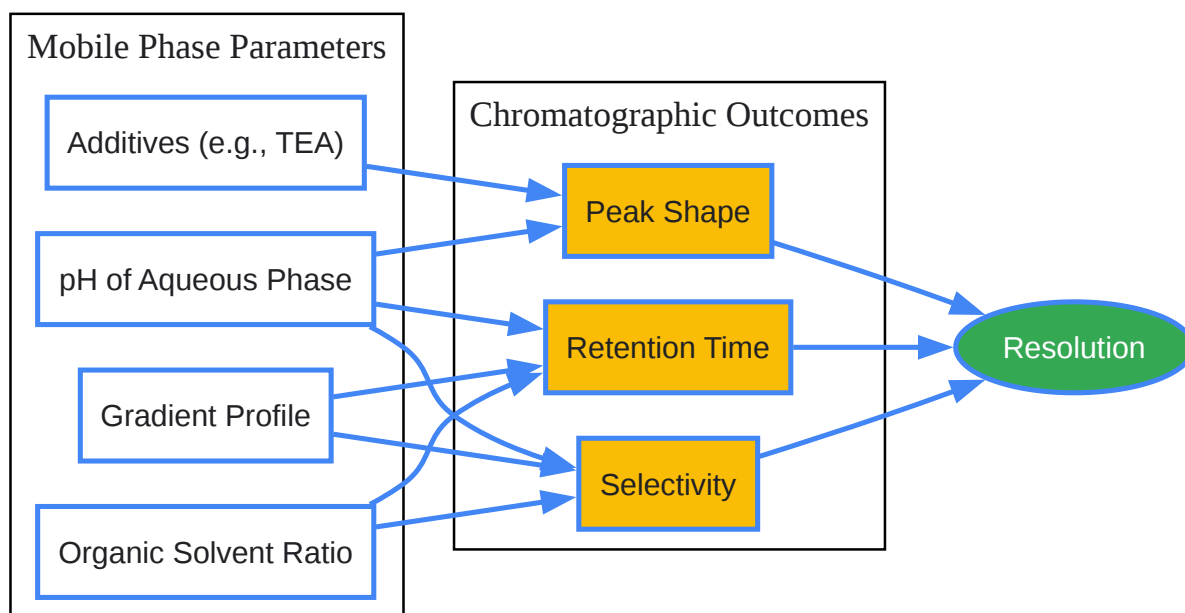 Mobile Phase Parameters
Additives (e.g., TEA)
pH of Aqueous Phase
Gradient Profile
Organic Solvent Ratio
Chromatographic Outcomes
Peak Shape
Retention Time
Selectivity
Resolution